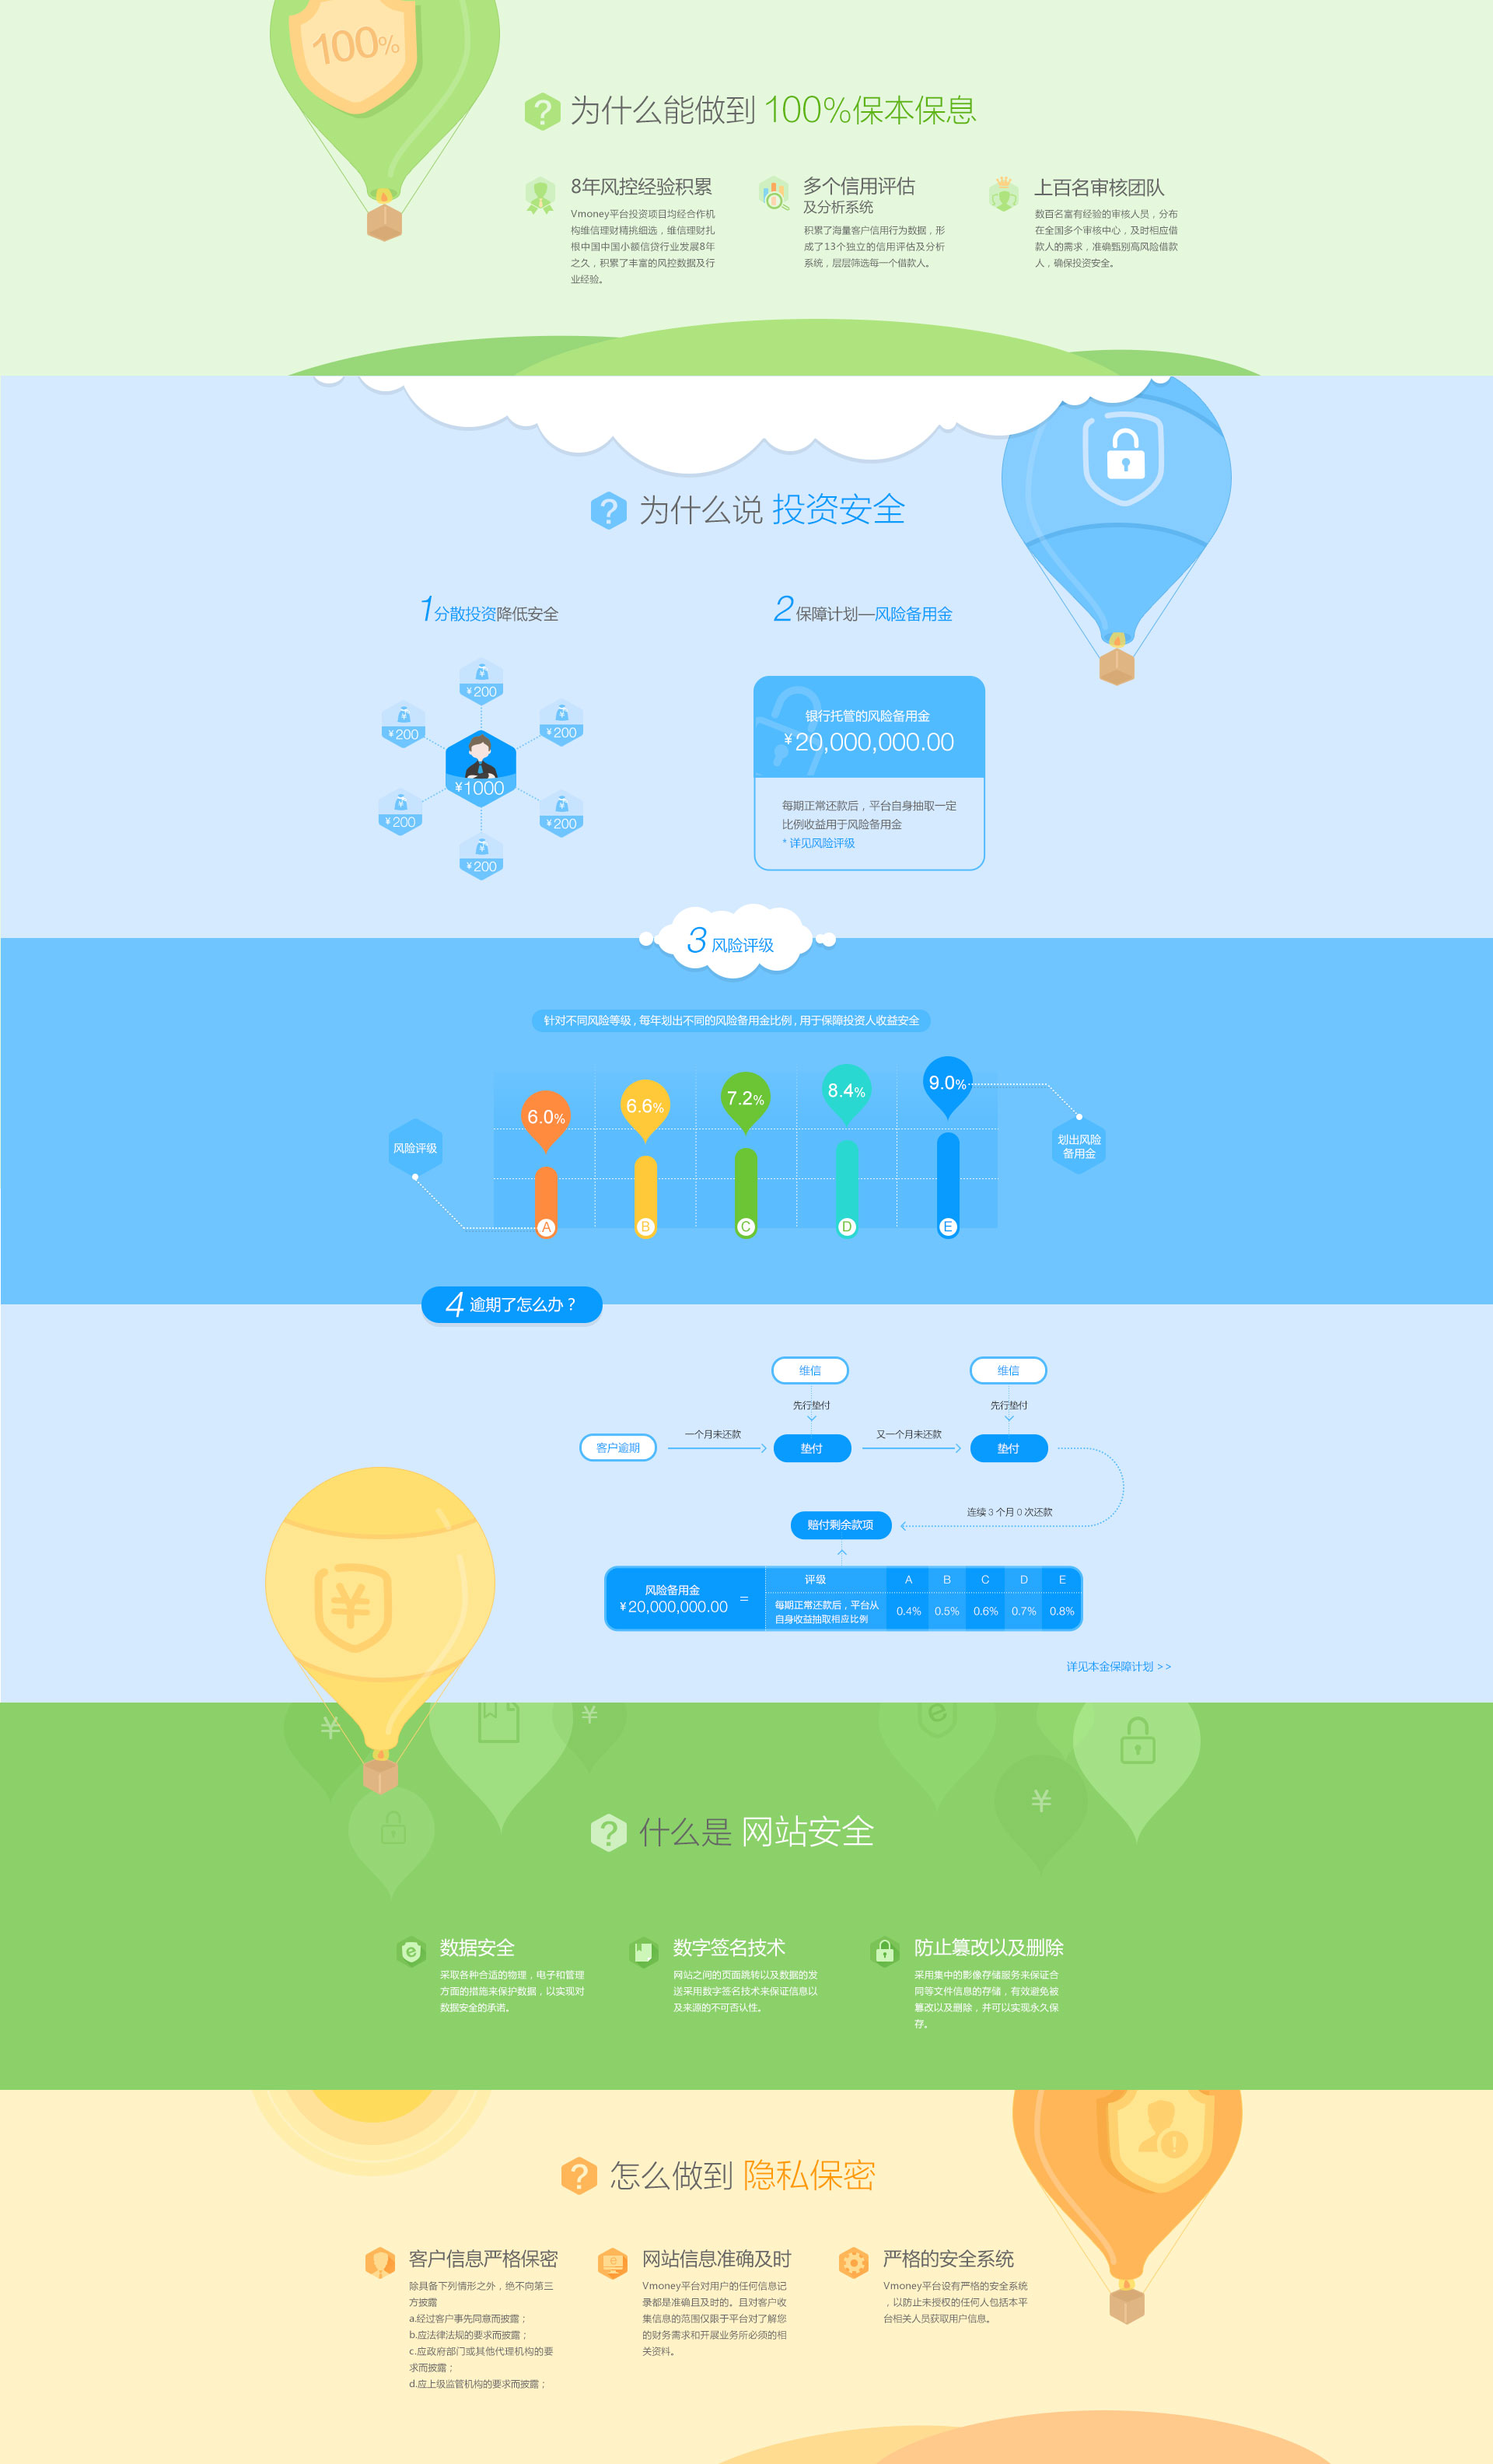 100%
为什么能做到 100%保本保息
8年风控经验积累
Vmoney平台投资项目均经合作机
构维信理财精挑细选，维信理财扎
根中国中国小额信贷行业发展8年
之久，积累了丰富的风控数据及行
业经验。
多个信用评估
及分析系统
积累了海量客户信用行为数据，形
成了13个独立的信用评估及分析
系统，层层筛选每一个借款人。
上百名审核团队
数百名富有经验的审核人员，分布
在全国多个审核中心，及时相应借
款人的需求，准确甄别高风险借款
人，确保投资安全。
为什么说 投资安全
1 分散投资降低安全
¥200
¥200
¥200
¥1000
¥200
¥200
¥200
2 保障计划—风险备用金
银行托管的风险备用金
¥20,000,000.00
每期正常还款后，平台自身抽取一定
比例收益用于风险备用金
* 详见风险评级
3 风险评级
针对不同风险等级，每年划出不同的风险备用金比例，用于保障投资人收益安全
6.0% 6.6% 7.2% 8.4% 9.0%
风险评级
划出风险
备用金
A B C D E
4 逾期了怎么办？
维信 维信
先行垫付 先行垫付
客户逾期 一个月未还款 垫付 又一个月未还款 垫付
连续 3 个月 0 次还款
赔付剩余款项
风险备用金
¥20,000,000.00
=
评级 A B C D E
每期正常还款后，平台从
自身收益抽取相应比例
0.4% 0.5% 0.6% 0.7% 0.8%
详见本金保障计划 >>
什么是 网站安全
数据安全
采取各种合适的物理，电子和管理
方面的措施来保护数据，以实现对
数据安全的承诺。
数字签名技术
网站之间的页面跳转以及数据的发
送采用数字签名技术来保证信息以
及来源的不可否认性。
防止篡改以及删除
采用集中的影像存储服务来保证合
同等文件信息的存储，有效避免被
篡改以及删除，并可以实现永久保
存。
怎么做到 隐私保密
客户信息严格保密
除具备下列情形之外，绝不向第三
方披露
a.经过客户事先同意而披露；
b.应法律法规的要求而披露；
c.应政府部门或其他代理机构的要
求而披露；
d.应上级监管机构的要求而披露；
网站信息准确及时
Vmoney平台对用户的任何信息记
录都是准确且及时的。且对客户收
集信息的范围仅限于平台对了解您
的财务需求和开展业务所必须的相
关资料。
严格的安全系统
Vmoney平台设有严格的安全系统
，以防止未授权的任何人包括本平
台相关人员获取用户信息。